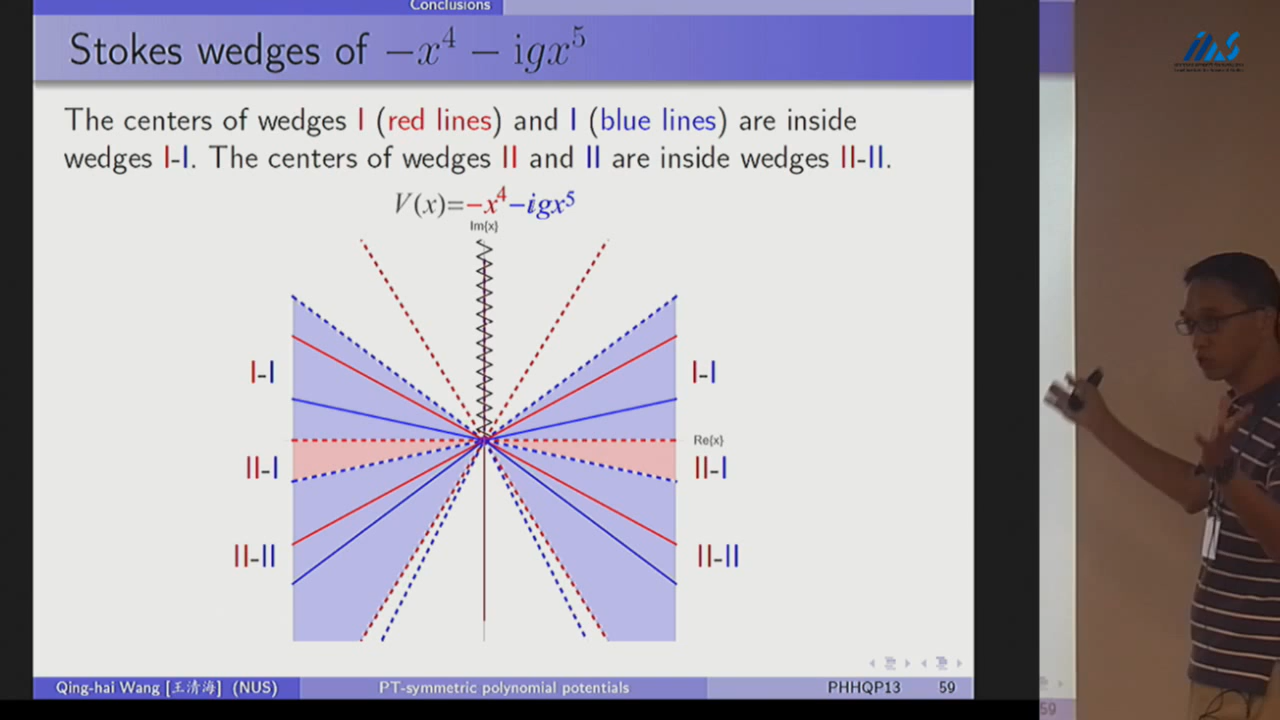 Conclusions
Stokes wedges of −x⁴ − igx⁵
The centers of wedges I (red lines) and I (blue lines) are inside
wedges I-I. The centers of wedges II and II are inside wedges II-II.
V(x)=−x⁴−igx⁵
Im{x}
I-I
I-I
Re{x}
II-I
II-I
II-II
II-II
Qing-hai Wang [王清海] (NUS)
PT-symmetric polynomial potentials
PHHQP13
59
59